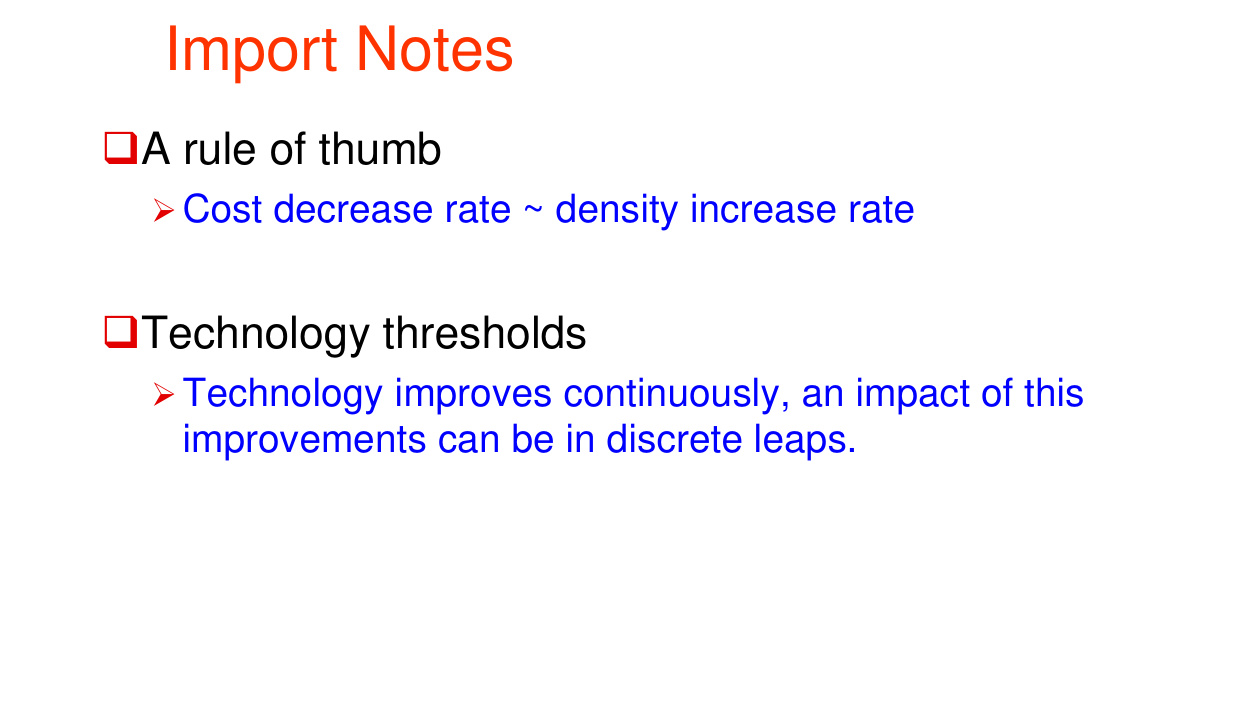 Import Notes
A rule of thumb
Cost decrease rate ~ density increase rate
Technology thresholds
Technology improves continuously, an impact of this
improvements can be in discrete leaps.